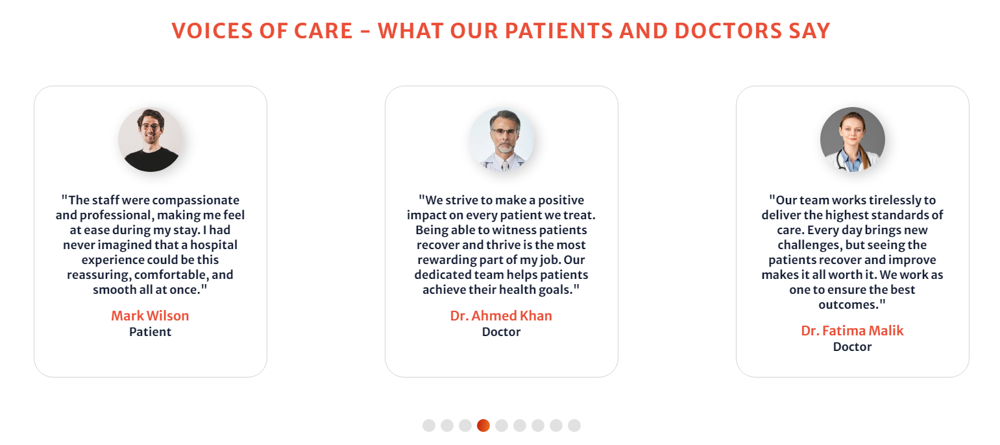 VOICES OF CARE - WHAT OUR PATIENTS AND DOCTORS SAY
"The staff were compassionate
and professional, making me feel
at ease during my stay. I had
never imagined that a hospital
experience could be this
reassuring, comfortable, and
smooth all at once."
Mark Wilson
Patient
"We strive to make a positive
impact on every patient we treat.
Being able to witness patients
recover and thrive is the most
rewarding part of my job. Our
dedicated team helps patients
achieve their health goals."
Dr. Ahmed Khan
Doctor
"Our team works tirelessly to
deliver the highest standards of
care. Every day brings new
challenges, but seeing the
patients recover and improve
makes it all worth it. We work as
one to ensure the best
outcomes."
Dr. Fatima Malik
Doctor